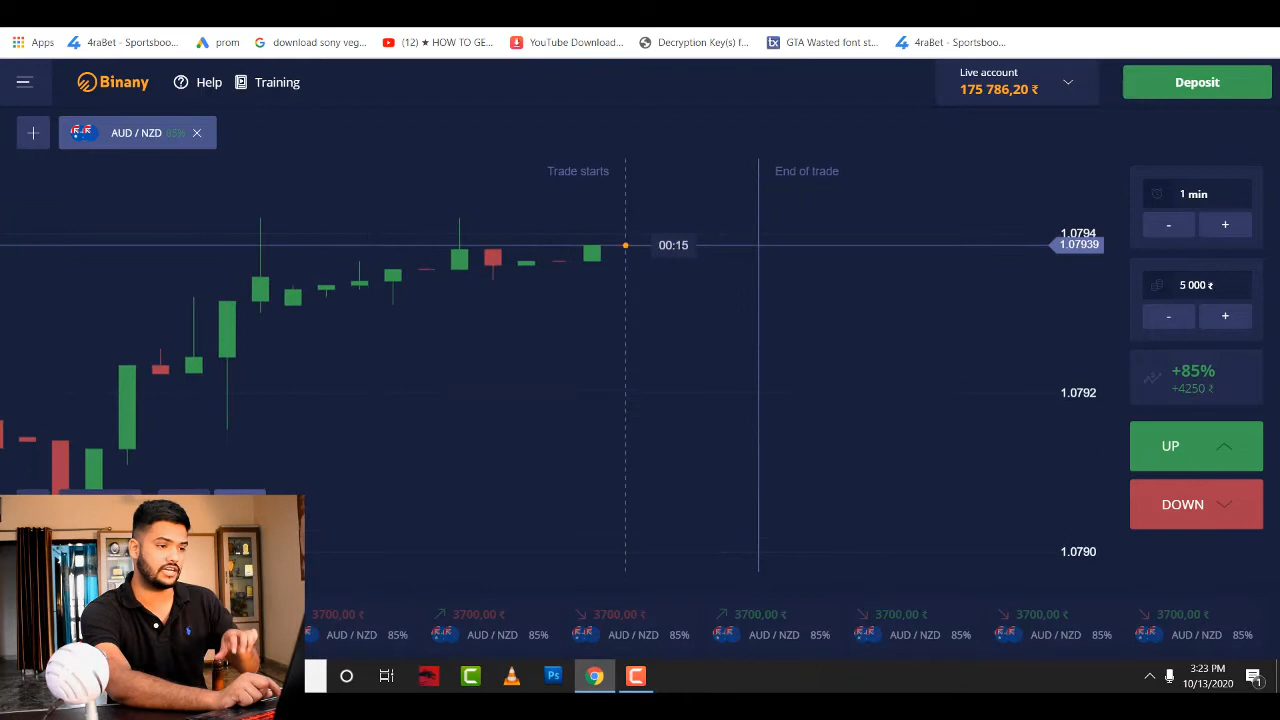 Apps
4raBet - Sportsboo...
prom
download sony veg...
(12) ★ HOW TO GE...
YouTube Download...
Decryption Key(s) f...
GTA Wasted font st...
4raBet - Sportsboo...
Binany
Help
Training
Live account
175 786,20 ₹
Deposit
AUD / NZD 85%
Trade starts
End of trade
1 min
- +
1.0794
00:15
1.07939
5 000 ₹
- +
+85%
+4250 ₹
1.0792
UP
DOWN
1.0790
3700,00 ₹
3700,00 ₹
3700,00 ₹
3700,00 ₹
3700,00 ₹
3700,00 ₹
3700,00 ₹
AUD / NZD 85%
AUD / NZD 85%
AUD / NZD 85%
AUD / NZD 85%
AUD / NZD 85%
AUD / NZD 85%
AUD / NZD 85%
3:23 PM
10/13/2020